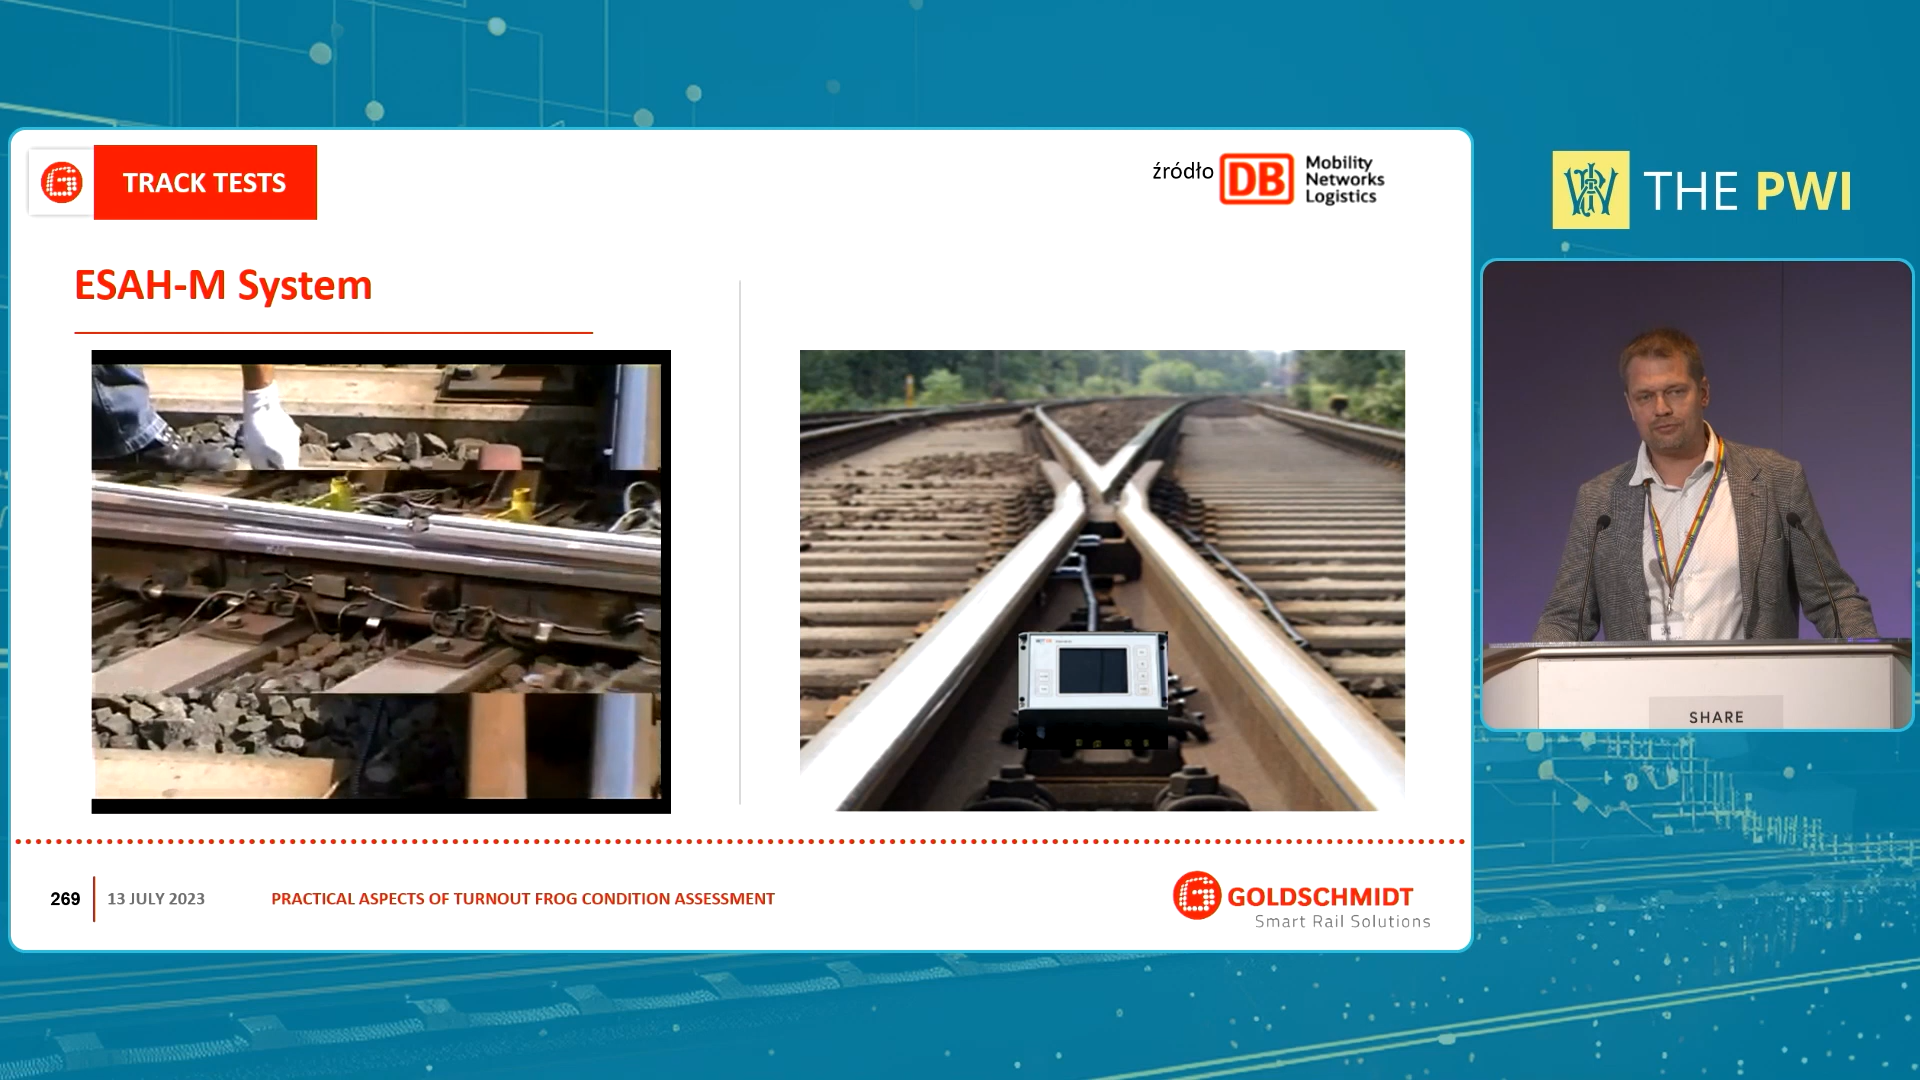 TRACK TESTS
źródło
DB
Mobility
Networks
Logistics
THE PWI
ESAH-M System
SHARE
269
13 JULY 2023
PRACTICAL ASPECTS OF TURNOUT FROG CONDITION ASSESSMENT
GOLDSCHMIDT
Smart Rail Solutions